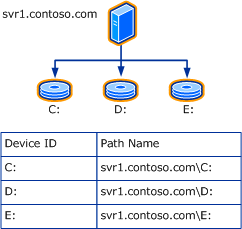 svr1.contoso.com
C: D: E:
Device ID Path Name
C: svr1.contoso.com\C:
D: svr1.contoso.com\D:
E: svr1.contoso.com\E: